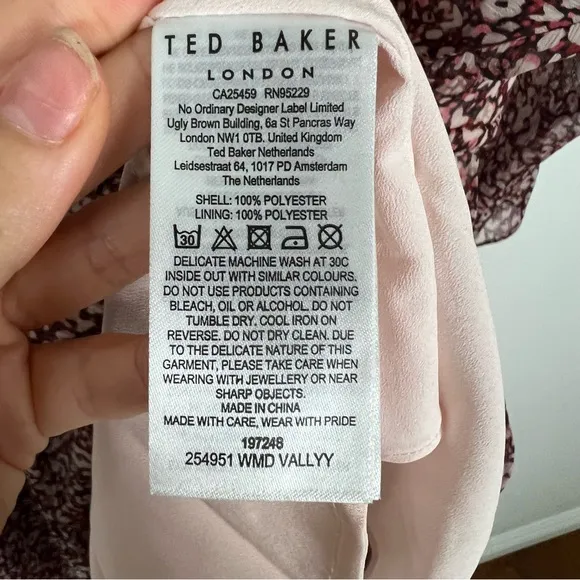 TED BAKER
LONDON
CA25459 RN95229
No Ordinary Designer Label Limited
Ugly Brown Building, 6a St Pancras Way
London NW1 0TB. United Kingdom
Ted Baker Netherlands
Leidsestraat 64, 1017 PD Amsterdam
The Netherlands
SHELL: 100% POLYESTER
LINING: 100% POLYESTER
30
DELICATE MACHINE WASH AT 30C
INSIDE OUT WITH SIMILAR COLOURS.
DO NOT USE PRODUCTS CONTAINING
BLEACH, OIL OR ALCOHOL. DO NOT
TUMBLE DRY. COOL IRON ON
REVERSE. DO NOT DRY CLEAN. DUE
TO THE DELICATE NATURE OF THIS
GARMENT, PLEASE TAKE CARE WHEN
WEARING WITH JEWELLERY OR NEAR
SHARP OBJECTS.
MADE IN CHINA
MADE WITH CARE, WEAR WITH PRIDE
197248
254951 WMD VALLYY